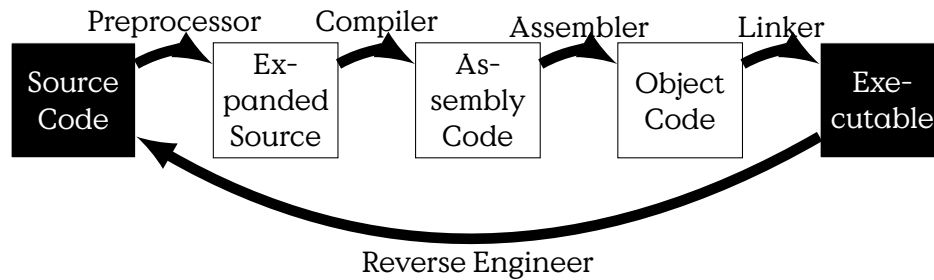 Preprocessor
Compiler
Assembler
Linker
Source
Code
Ex-
panded
Source
As-
sembly
Code
Object
Code
Exe-
cutable
Reverse Engineer